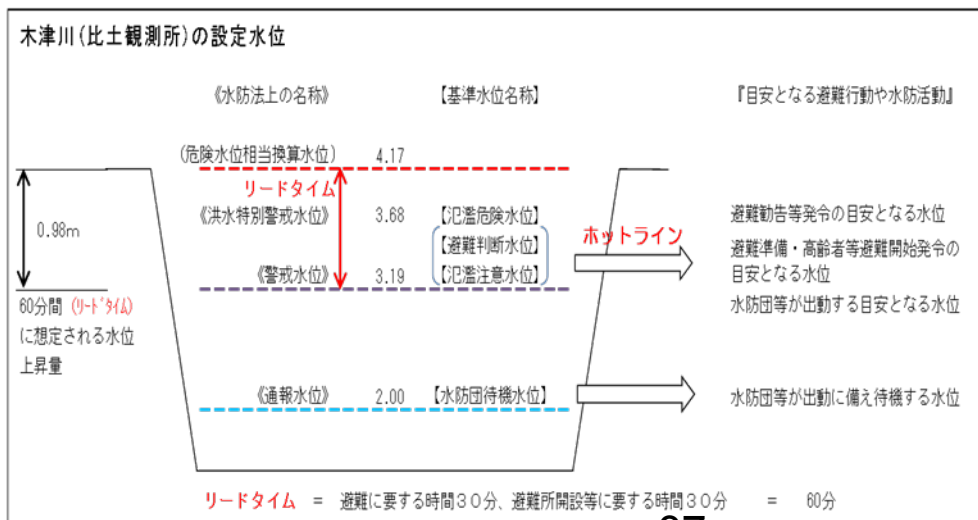 木津川(比土観測所)の設定水位
《水防法上の名称》 【基準水位名称】 『目安となる避難行動や水防活動』
(危険水位相当換算水位) 4.17
リードタイム
《洪水特別警戒水位》 3.68 【氾濫危険水位】 避難勧告等発令の目安となる水位
0.98m
【避難判断水位】 ホットライン 避難準備・高齢者等避難開始発令の
目安となる水位
《警戒水位》 3.19 【氾濫注意水位】
水防団等が出動する目安となる水位
60分間 (リードタイム)
に想定される水位
上昇量
《通報水位》 2.00 【水防団待機水位】 水防団等が出動に備え待機する水位
リードタイム = 避難に要する時間30分、避難所開設等に要する時間30分 = 60分